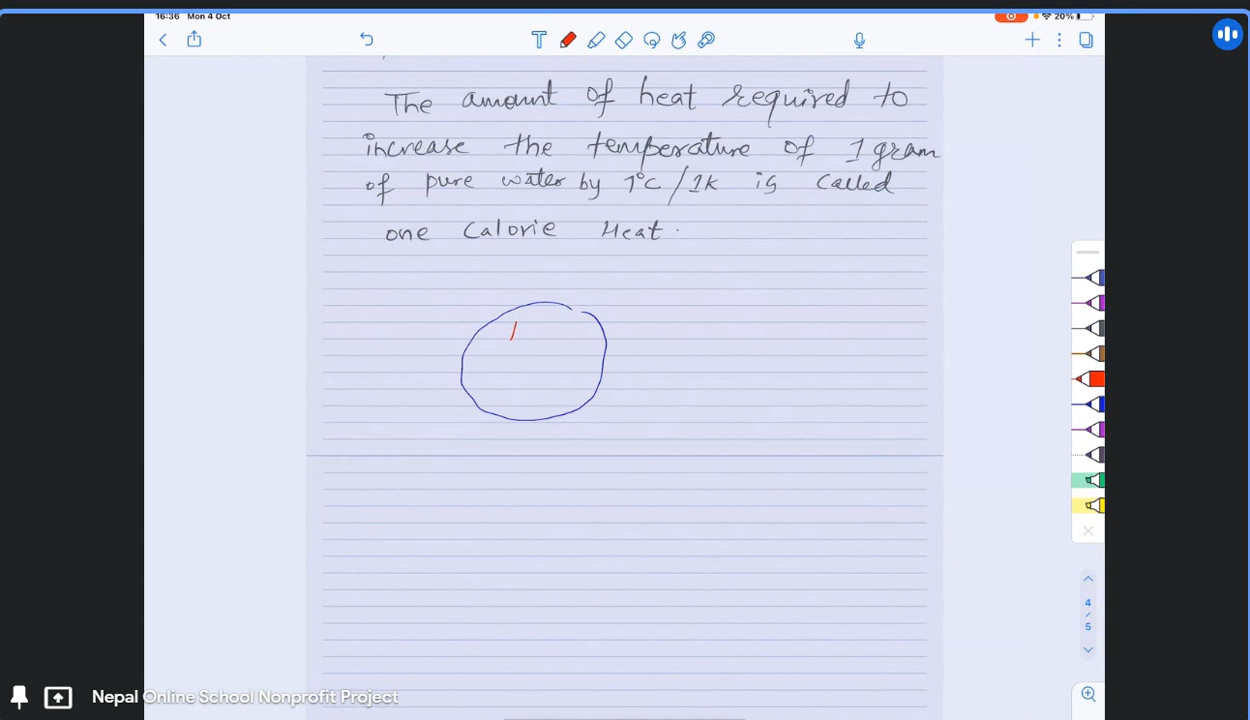 16:36 Mon 4 Oct
20%
T
The amount of heat required to
increase the temperature of 1 gram
of pure water by 1°C/1k is called
one Calorie Heat.
4
/
5
Nepal Online School Nonprofit Project